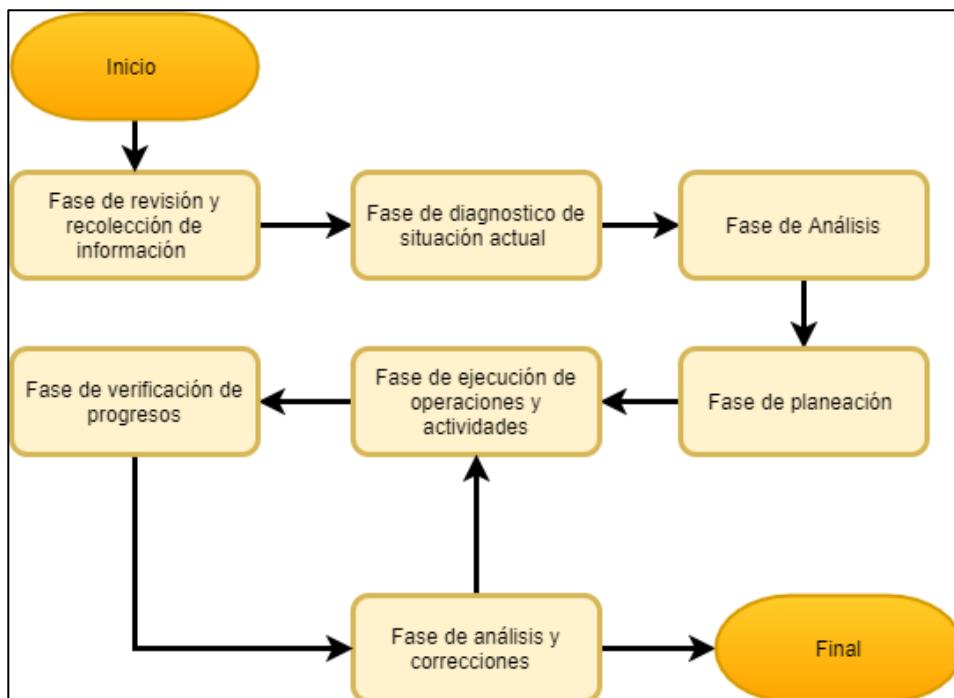 Inicio
Fase de revisión y
recolección de
información
Fase de diagnostico de
situación actual
Fase de Análisis
Fase de planeación
Fase de ejecución de
operaciones y
actividades
Fase de verificación de
progresos
Fase de análisis y
correcciones
Final